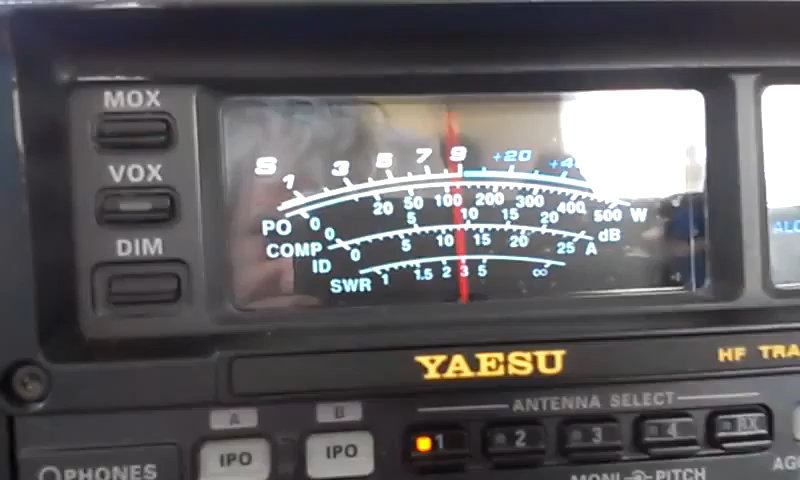 MOX
VOX
DIM
S 1 3 5 7 9 +20 +4
PO 0 20 50 100 200 300 400 500 W
COMP 0 5 10 15 20 dB
ID 0 5 10 15 20 25 A
SWR 1 1.5 2 3 5 ∞
ALC
YAESU
HF TRA
ANTENNA SELECT
A B
IPO IPO 1 2 3 4 RX
PHONES
MONI PITCH
AG